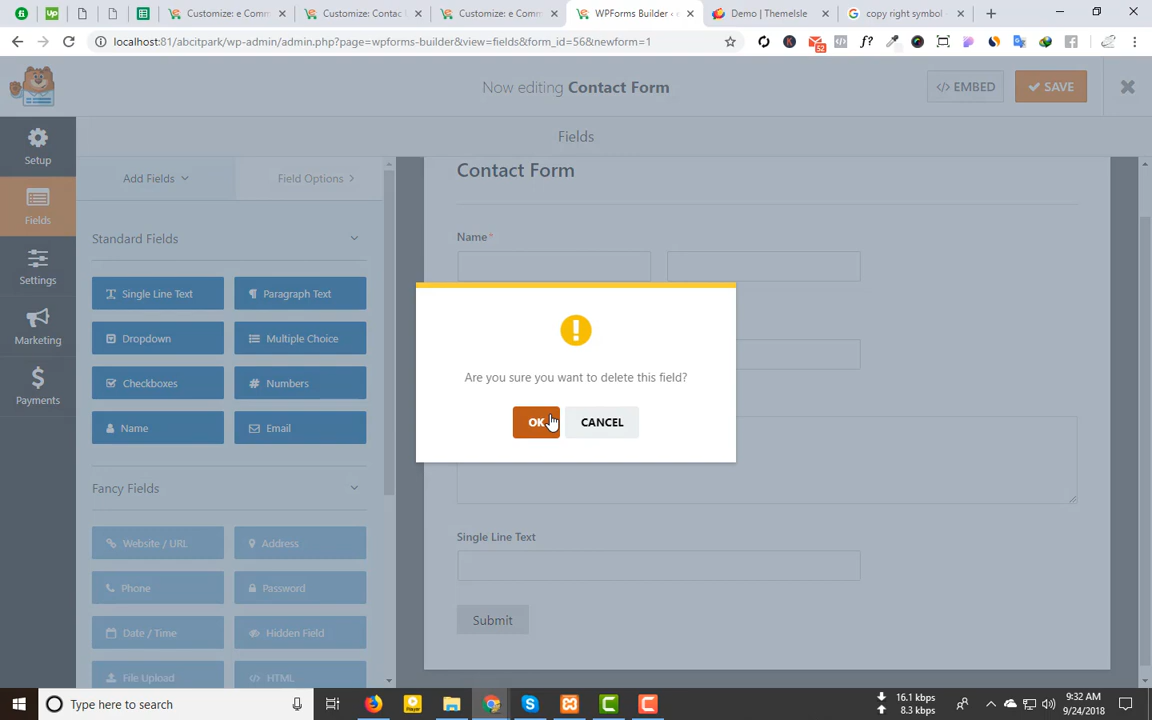 Customize: e Comm
Customize: Contac
Customize: e Comm
WPForms Builder ‹
Demo | ThemeIsle
copy right symbol -
localhost:81/abcitpark/wp-admin/admin.php?page=wpforms-builder&view=fields&form_id=56&newform=1
52
f?
Now editing Contact Form
</> EMBED
SAVE
Fields
Setup
Fields
Settings
Marketing
Payments
Add Fields
Field Options
Standard Fields
Single Line Text
Paragraph Text
Dropdown
Multiple Choice
Checkboxes
# Numbers
Name
Email
Fancy Fields
Website / URL
Address
Phone
Password
Date / Time
Hidden Field
File Upload
</> HTML
Contact Form
Name*
Are you sure you want to delete this field?
OK
CANCEL
Single Line Text
Submit
Type here to search
16.1 kbps
8.3 kbps
9:32 AM
9/24/2018